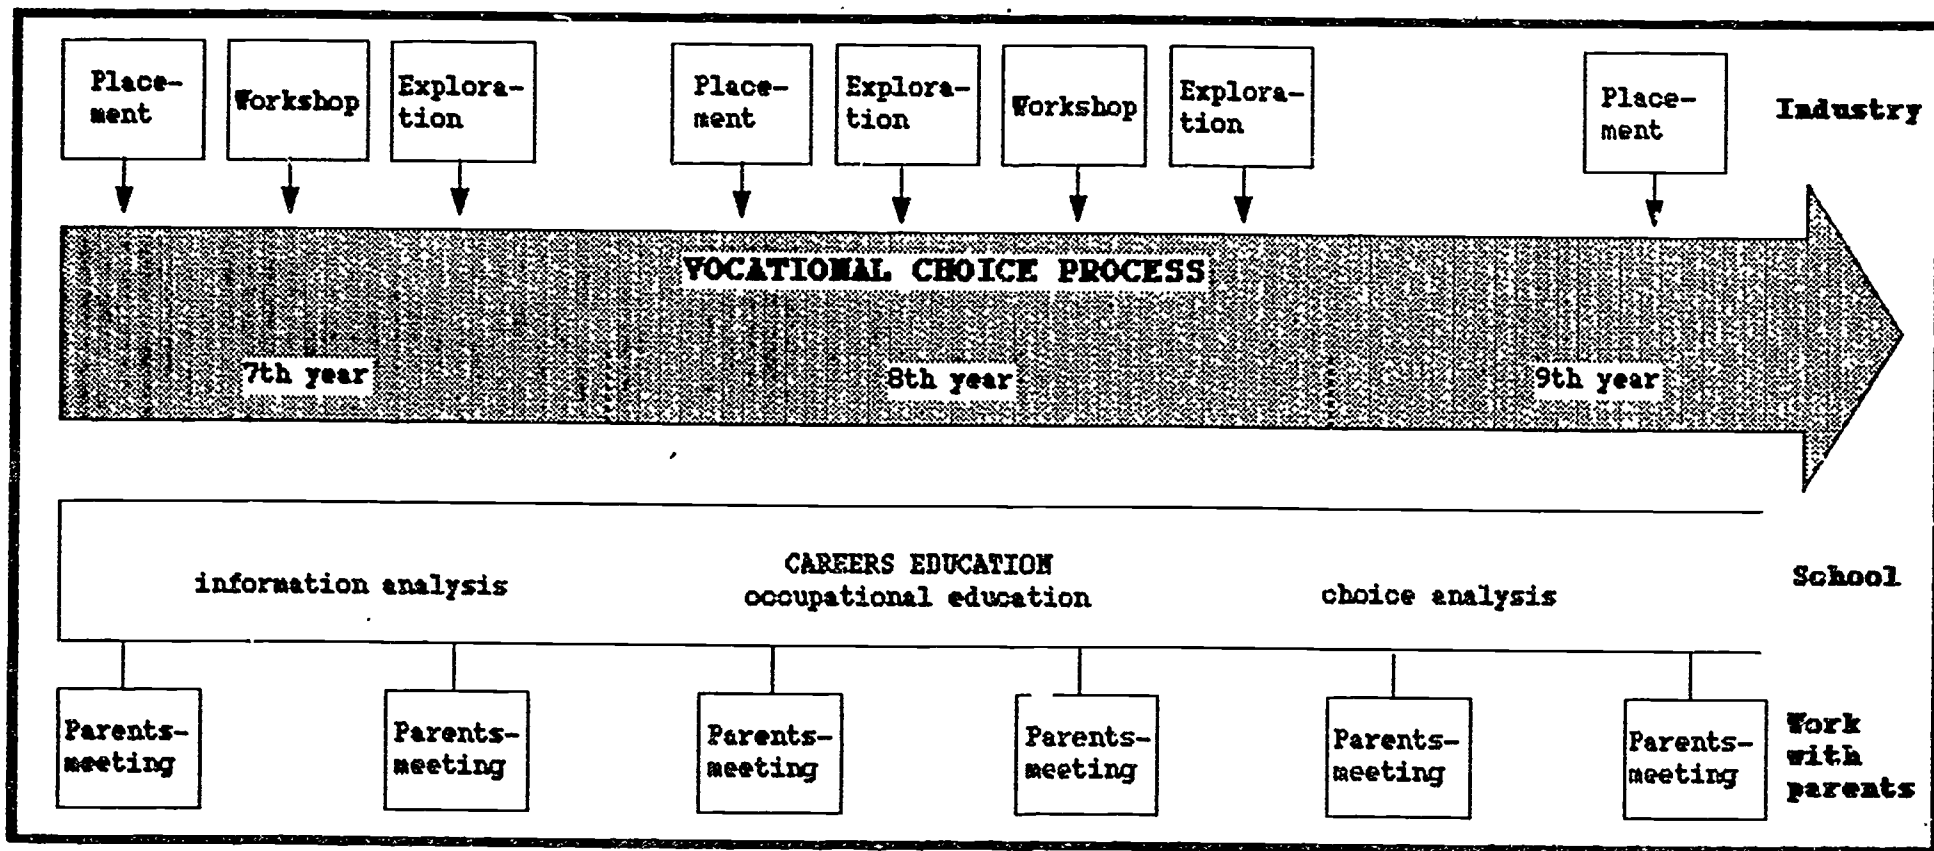 Place-
ment
Workshop
Explora-
tion
Place-
ment
Explora-
tion
Workshop
Explora-
tion
Place-
ment
Industry
VOCATIONAL CHOICE PROCESS
7th year
8th year
9th year
information analysis
CAREERS EDUCATION
occupational education
choice analysis
School
Parents-
meeting
Parents-
meeting
Parents-
meeting
Parents-
meeting
Parents-
meeting
Parents-
meeting
Work
with
parents